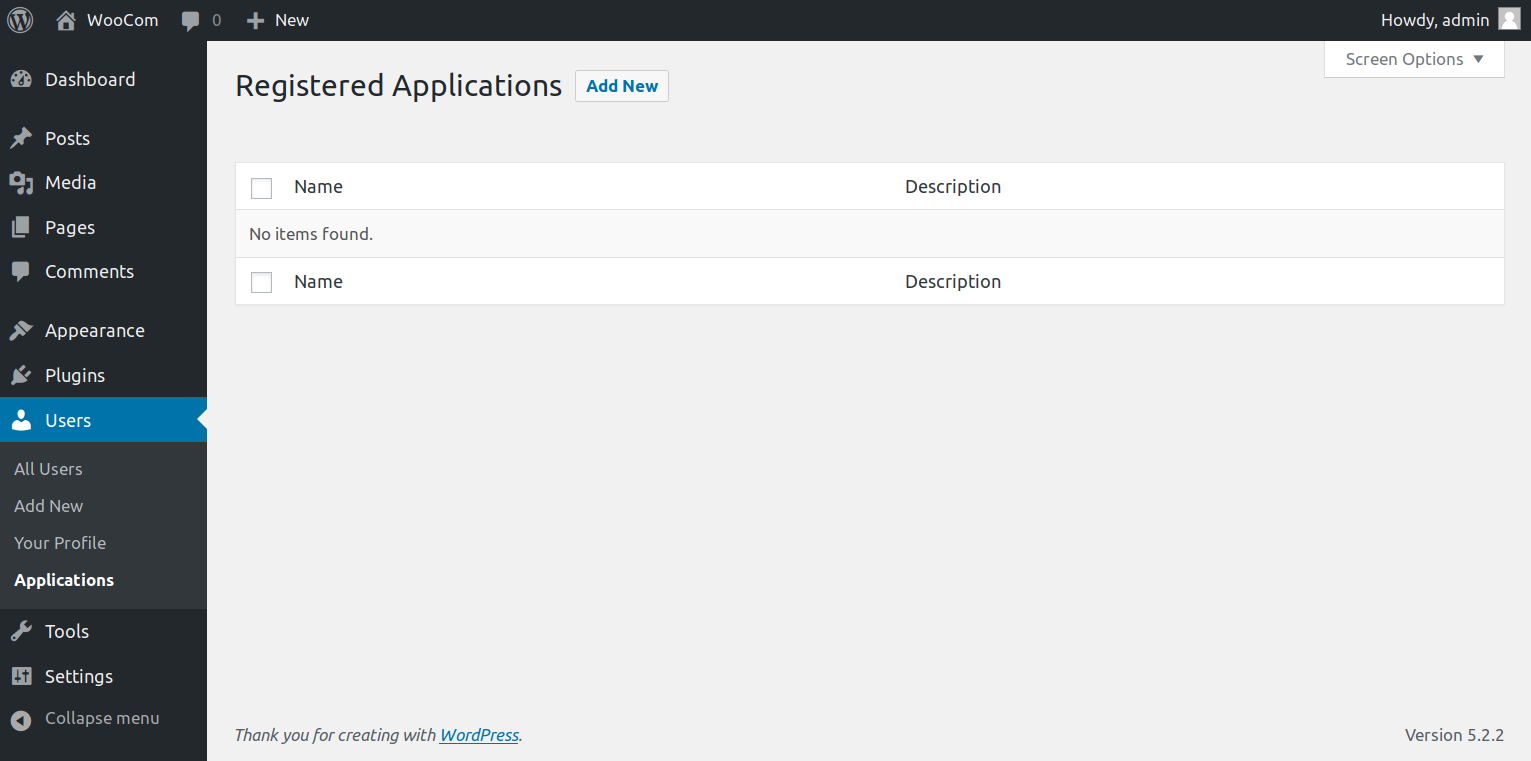 WooCom 0 New Howdy, admin
Screen Options ▼
Dashboard
Posts
Media
Pages
Comments
Appearance
Plugins
Users
All Users
Add New
Your Profile
Applications
Tools
Settings
Collapse menu
Registered Applications Add New
Name Description
No items found.
Name Description
Thank you for creating with WordPress. Version 5.2.2